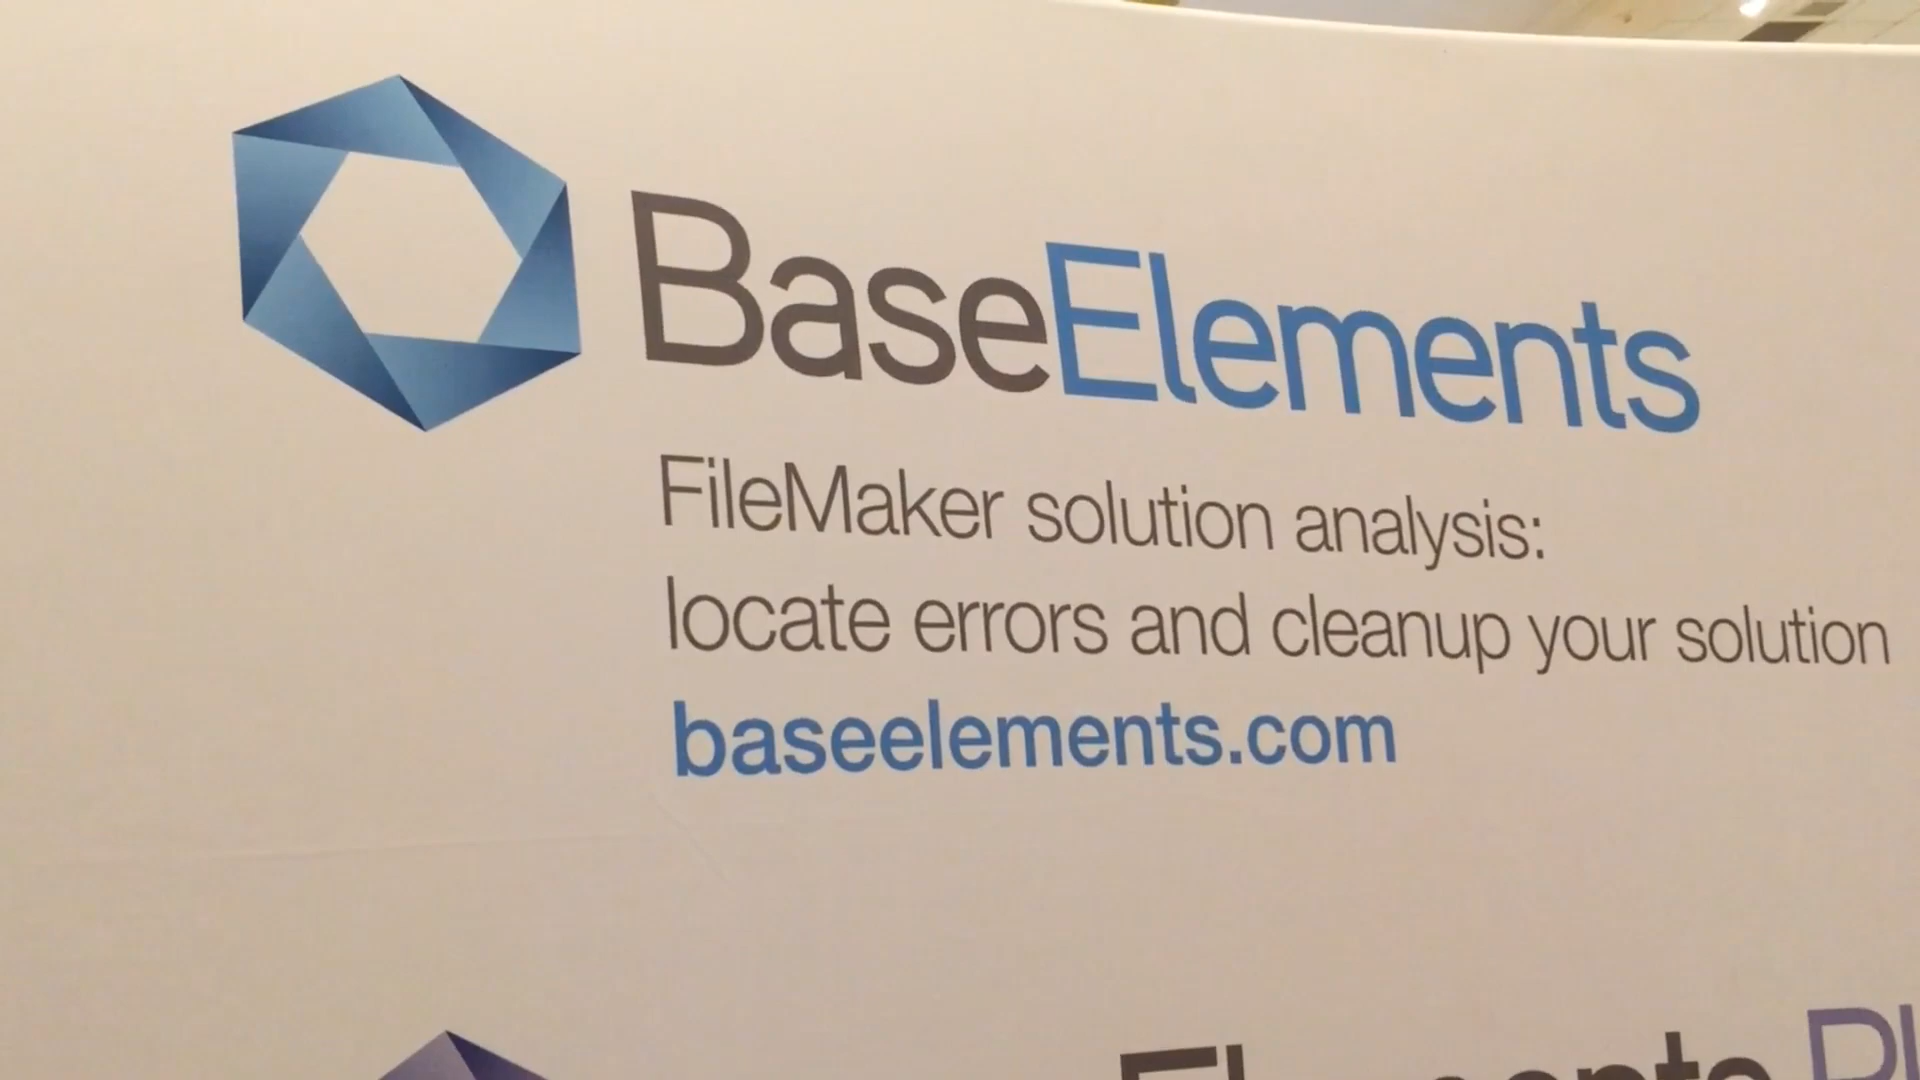 BaseElements
FileMaker solution analysis:
locate errors and cleanup your solution
baseelements.com